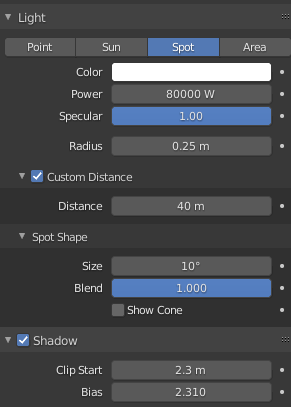 Light
Point Sun Spot Area
Color
Power 80000 W
Specular 1.00
Radius 0.25 m
Custom Distance
Distance 40 m
Spot Shape
Size 10°
Blend 1.000
Show Cone
Shadow
Clip Start 2.3 m
Bias 2.310